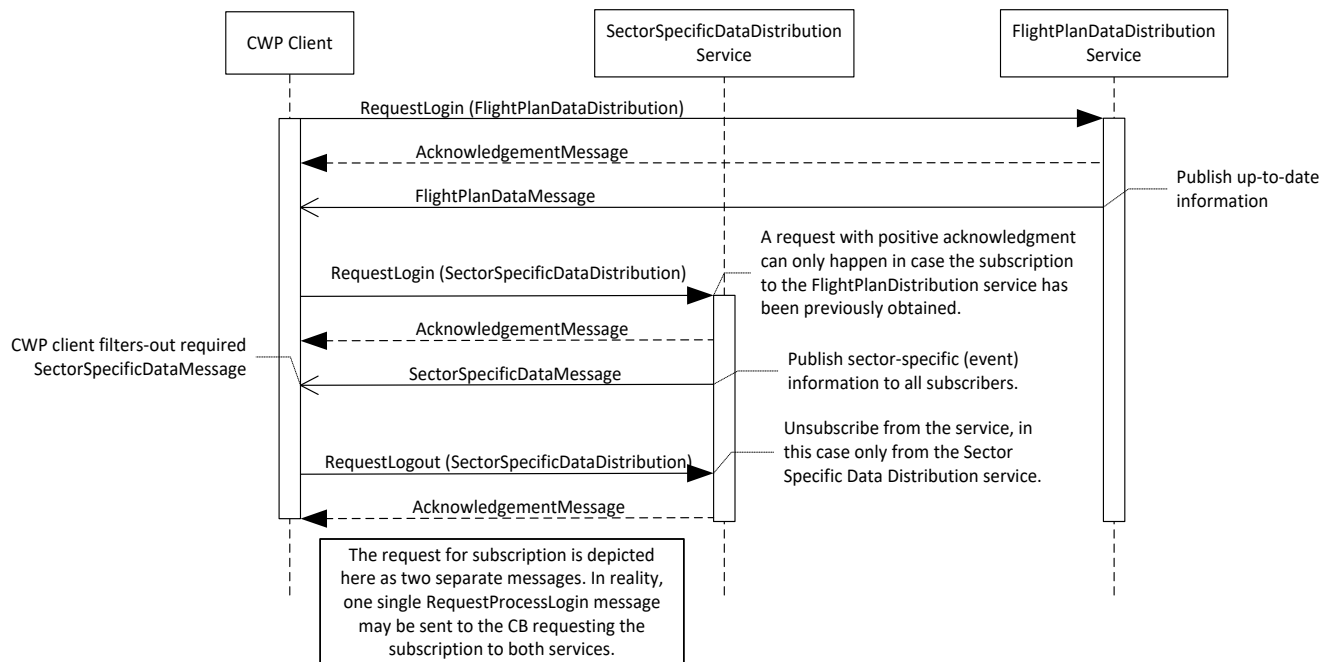 CWP Client
SectorSpecificDataDistribution
Service
FlightPlanDataDistribution
Service
RequestLogin (FlightPlanDataDistribution)
AcknowledgementMessage
FlightPlanDataMessage
Publish up-to-date
information
A request with positive acknowledgment
can only happen in case the subscription
to the FlightPlanDistribution service has
been previously obtained.
RequestLogin (SectorSpecificDataDistribution)
AcknowledgementMessage
CWP client filters-out required
SectorSpecificDataMessage
SectorSpecificDataMessage
Publish sector-specific (event)
information to all subscribers.
Unsubscribe from the service, in
this case only from the Sector
Specific Data Distribution service.
RequestLogout (SectorSpecificDataDistribution)
AcknowledgementMessage
The request for subscription is depicted
here as two separate messages. In reality,
one single RequestProcessLogin message
may be sent to the CB requesting the
subscription to both services.